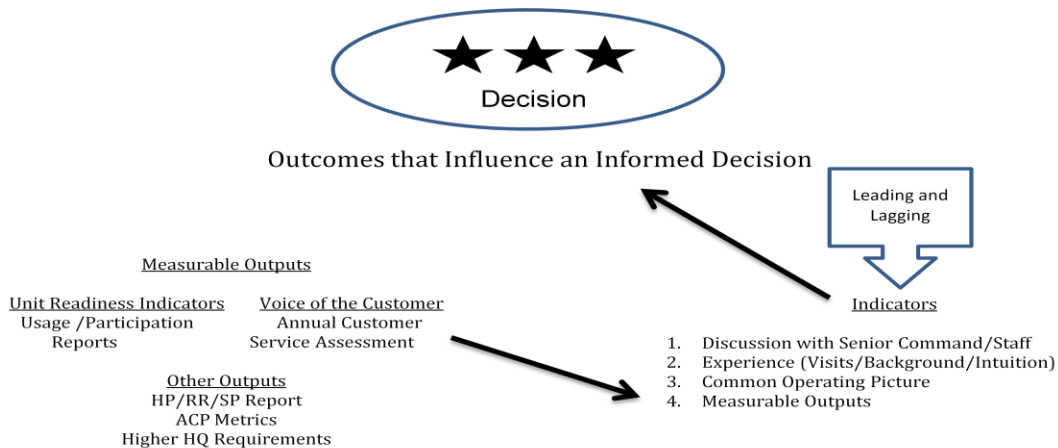 Decision
Outcomes that Influence an Informed Decision
Leading and
Lagging
Measurable Outputs
Unit Readiness Indicators
Usage /Participation
Reports
Voice of the Customer
Annual Customer
Service Assessment
Other Outputs
HP/RR/SP Report
ACP Metrics
Higher HQ Requirements
Indicators
1. Discussion with Senior Command/Staff
2. Experience (Visits/Background/Intuition)
3. Common Operating Picture
4. Measurable Outputs